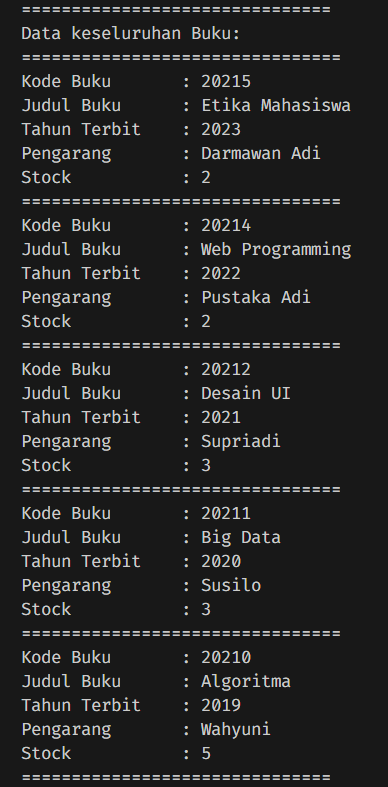 ===============================
Data keseluruhan Buku:
================================
Kode Buku       : 20215
Judul Buku      : Etika Mahasiswa
Tahun Terbit    : 2023
Pengarang       : Darmawan Adi
Stock           : 2
================================
Kode Buku       : 20214
Judul Buku      : Web Programming
Tahun Terbit    : 2022
Pengarang       : Pustaka Adi
Stock           : 2
================================
Kode Buku       : 20212
Judul Buku      : Desain UI
Tahun Terbit    : 2021
Pengarang       : Supriadi
Stock           : 3
================================
Kode Buku       : 20211
Judul Buku      : Big Data
Tahun Terbit    : 2020
Pengarang       : Susilo
Stock           : 3
================================
Kode Buku       : 20210
Judul Buku      : Algoritma
Tahun Terbit    : 2019
Pengarang       : Wahyuni
Stock           : 5
===============================